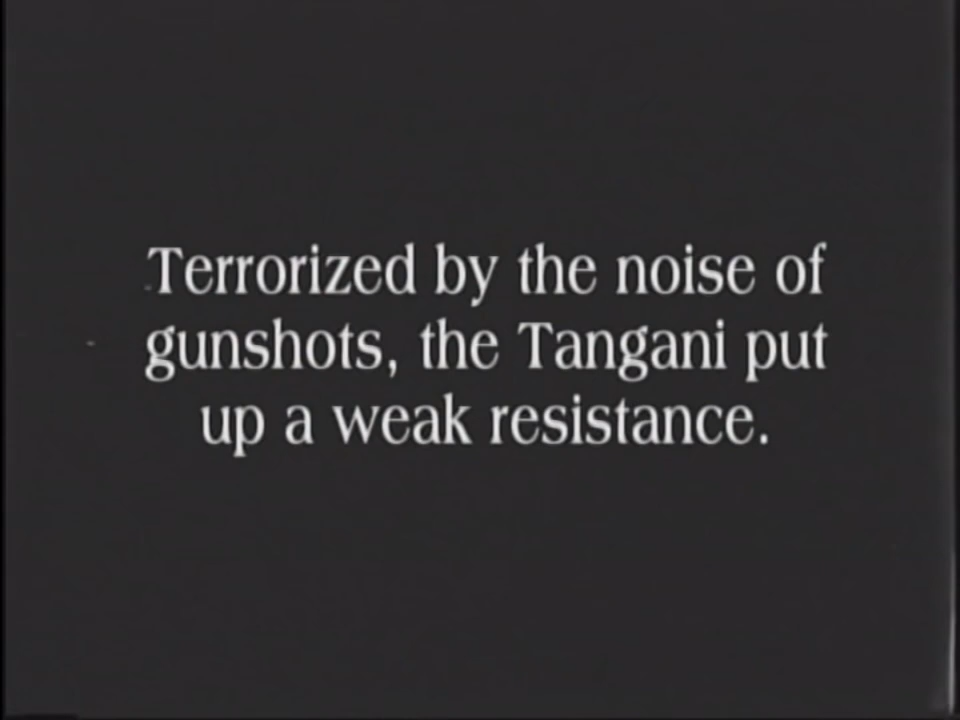 Terrorized by the noise of
gunshots, the Tangani put
up a weak resistance.